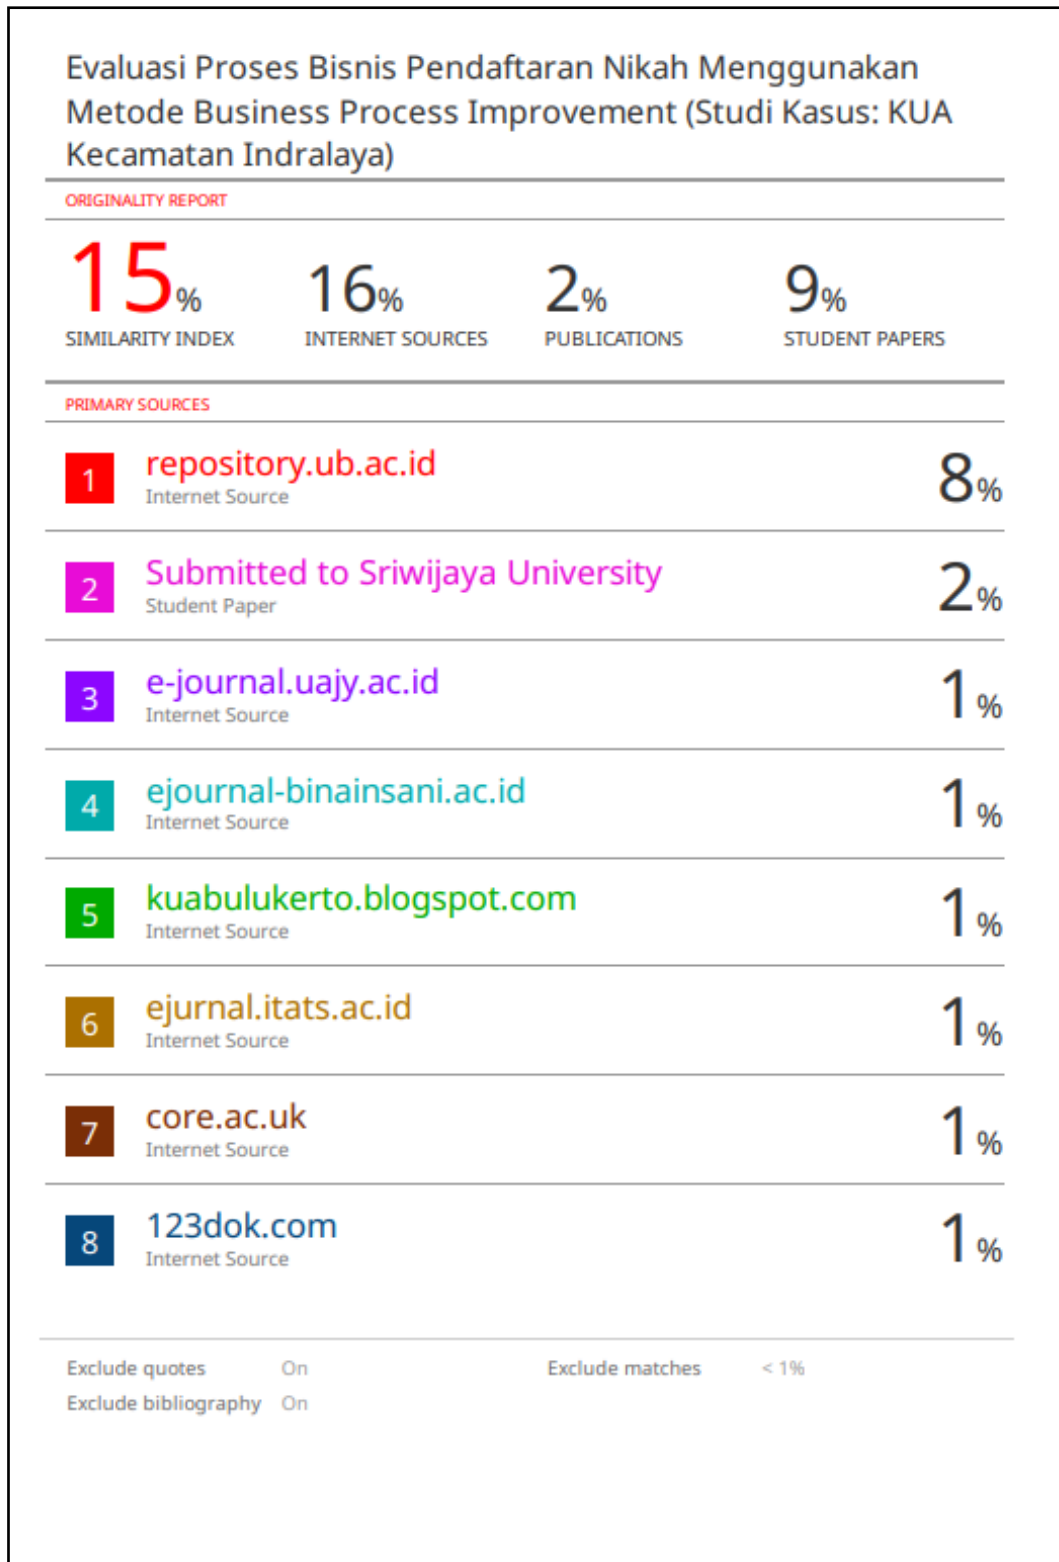 Evaluasi Proses Bisnis Pendaftaran Nikah Menggunakan
Metode Business Process Improvement (Studi Kasus: KUA
Kecamatan Indralaya)
ORIGINALITY REPORT
15% 16% 2% 9%
SIMILARITY INDEX INTERNET SOURCES PUBLICATIONS STUDENT PAPERS
PRIMARY SOURCES
1 repository.ub.ac.id 8%
Internet Source
2 Submitted to Sriwijaya University 2%
Student Paper
3 e-journal.uajy.ac.id 1%
Internet Source
4 ejournal-binainsani.ac.id 1%
Internet Source
5 kuabulukerto.blogspot.com 1%
Internet Source
6 ejurnal.itats.ac.id 1%
Internet Source
7 core.ac.uk 1%
Internet Source
8 123dok.com 1%
Internet Source
Exclude quotes On Exclude matches < 1%
Exclude bibliography On